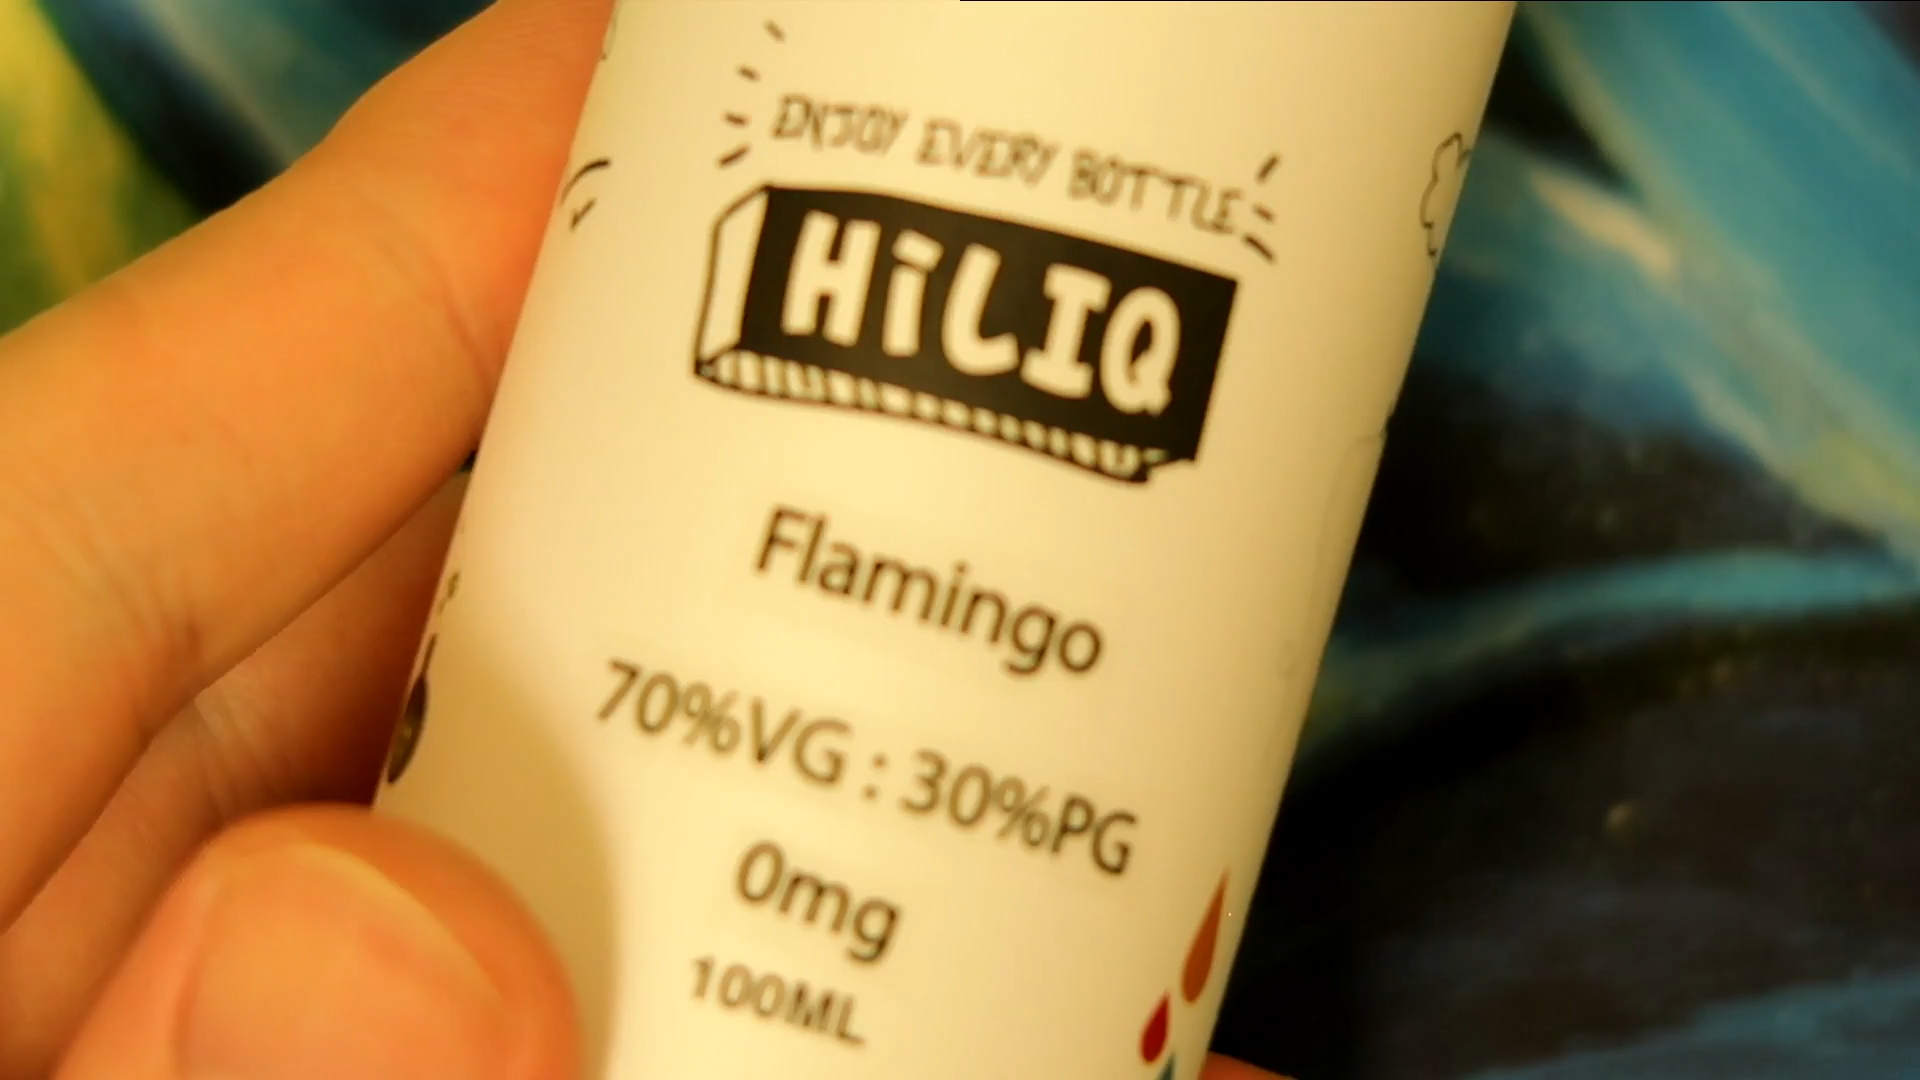 ENJOY EVERY BOTTLE
HiLIQ
Flamingo
70%VG : 30%PG
0mg
100ML